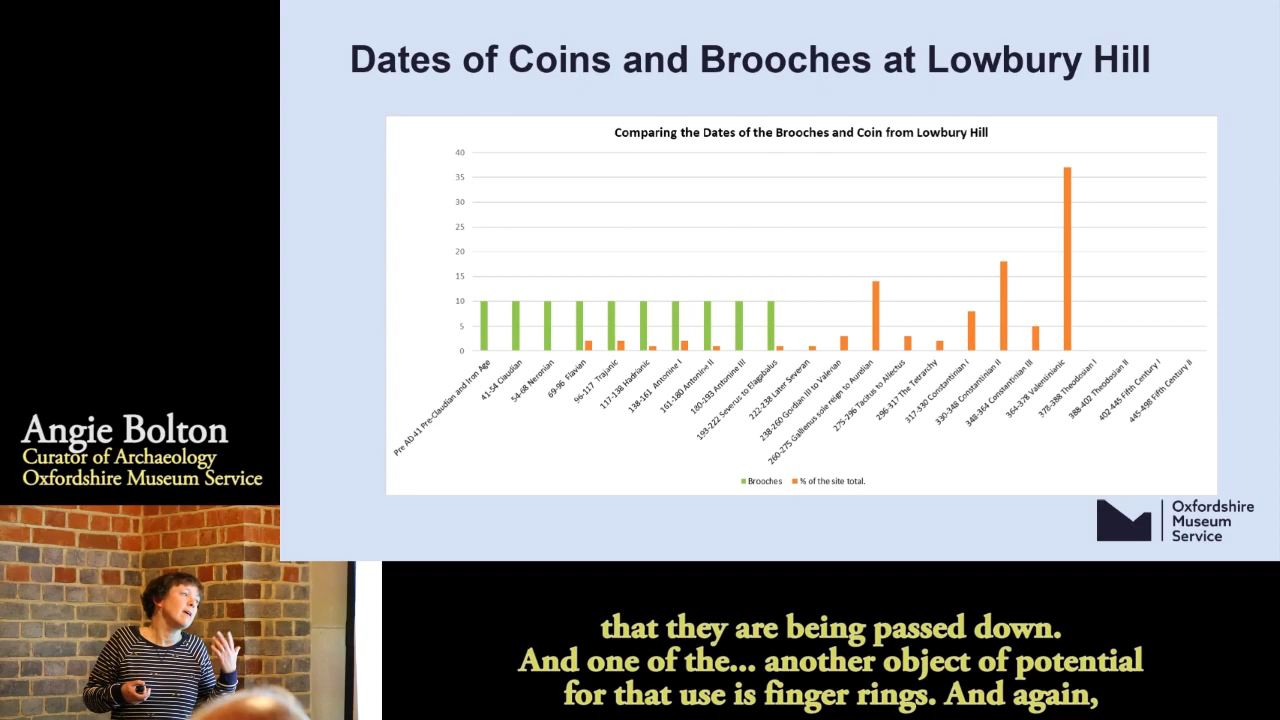 Dates of Coins and Brooches at Lowbury Hill
Comparing the Dates of the Brooches and Coin from Lowbury Hill
40
35
30
25
20
15
10
5
0
Pre AD41 Pre-Claudian and Iron Age
41-54 Claudian
54-68 Neronian
69-96 Flavian
96-117 Trajanic
117-138 Hadrianic
138-161 Antonine I
161-180 Antonine II
180-193 Antonine III
193-222 Severus to Elagabalus
222-238 Later Severan
238-260 Gordian III to Valerian
260-275 Gallienus sole reign to Aurelian
275-296 Tacitus to Allectus
296-317 The Tetrarchy
317-330 Constantinian I
330-348 Constantinian II
348-364 Constantinian III
364-378 Valentinianic
378-388 Theodosian I
388-402 Theodosian II
402-445 Fifth Century I
445-498 Fifth Century II
Brooches
% of the site total.
Oxfordshire
Museum
Service
Angie Bolton
Curator of Archaeology
Oxfordshire Museum Service
that they are being passed down.
And one of the... another object of potential
for that use is finger rings. And again,